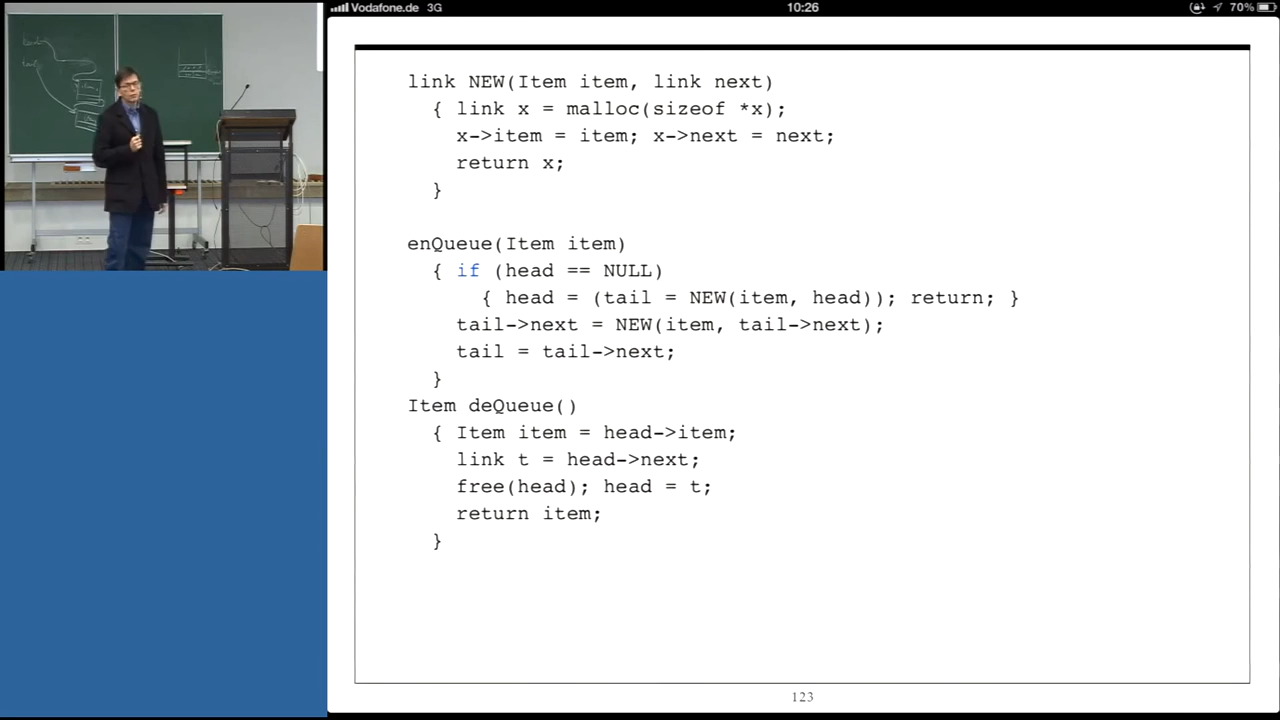 Vodafone.de 3G 10:26 70%
link NEW(Item item, link next)
{ link x = malloc(sizeof *x);
x->item = item; x->next = next;
return x;
}
enQueue(Item item)
{ if (head == NULL)
{ head = (tail = NEW(item, head)); return; }
tail->next = NEW(item, tail->next);
tail = tail->next;
}
Item deQueue()
{ Item item = head->item;
link t = head->next;
free(head); head = t;
return item;
}
123